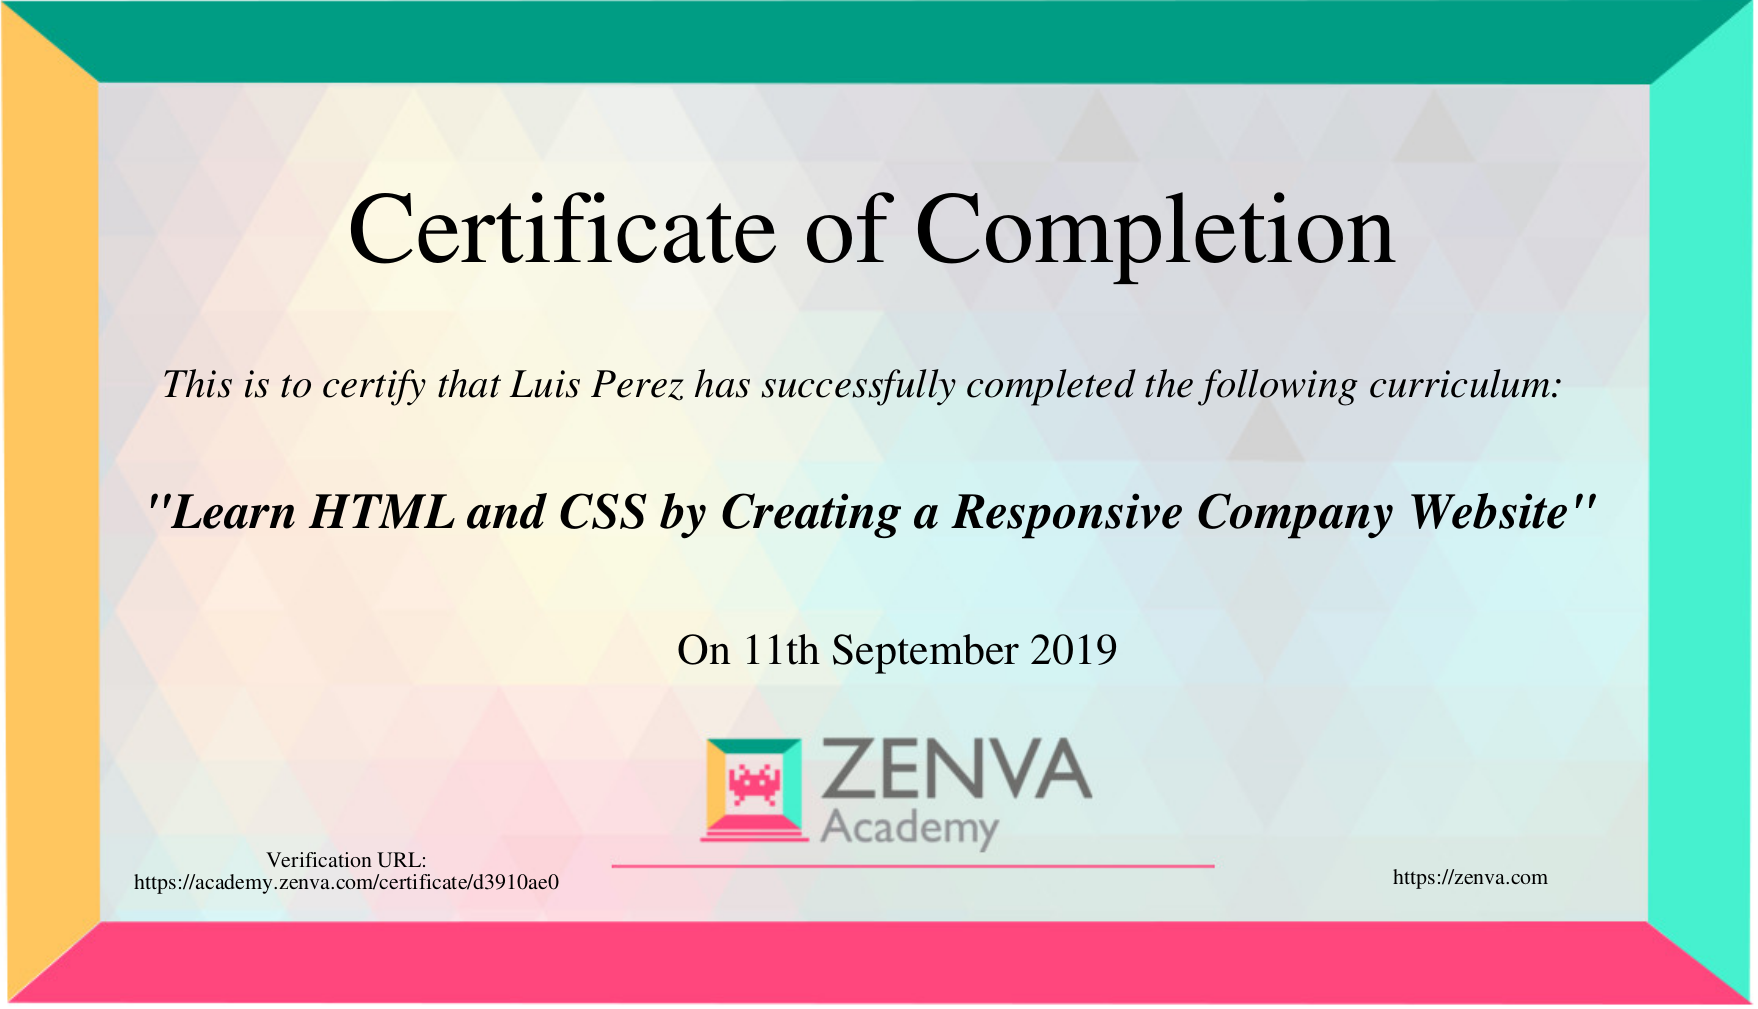 Certificate of Completion
This is to certify that Luis Perez has successfully completed the following curriculum:
"Learn HTML and CSS by Creating a Responsive Company Website"
On 11th September 2019
ZENVA
Academy
Verification URL:
https://academy.zenva.com/certificate/d3910ae0
https://zenva.com